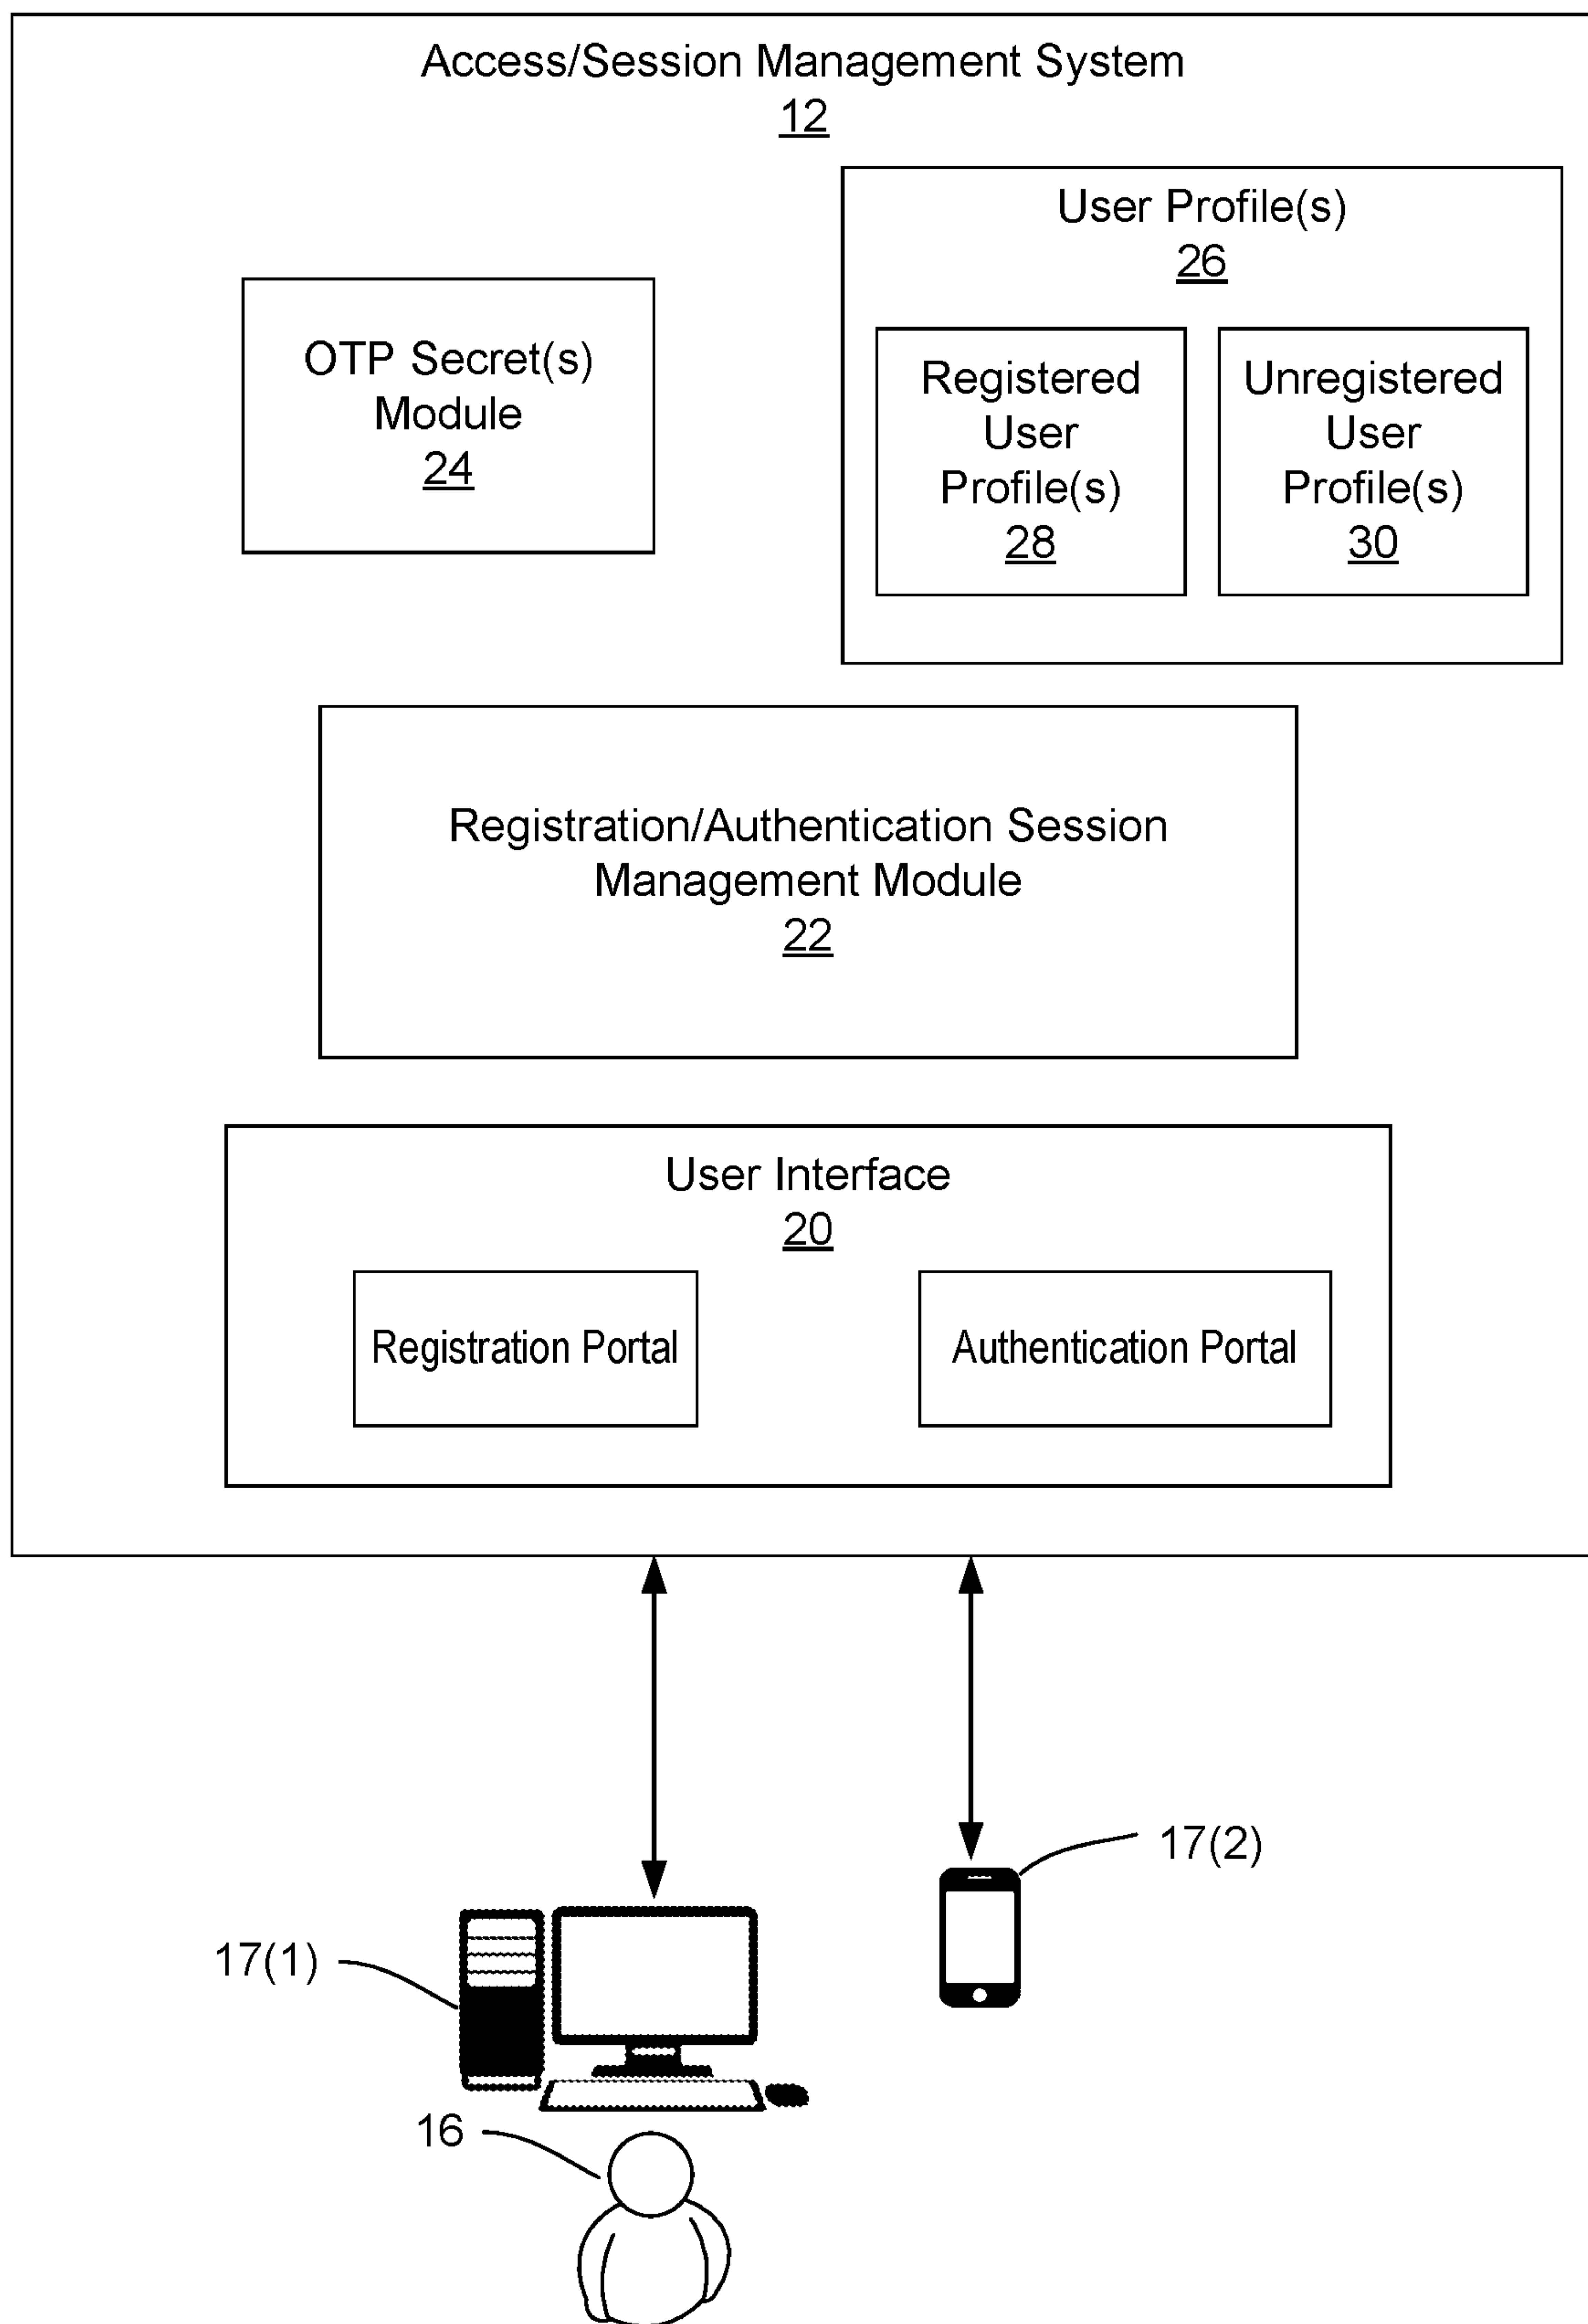 Access/Session Management System
12
User Profile(s)
26
OTP Secret(s)
Module
24
Registered
User
Profile(s)
28
Unregistered
User
Profile(s)
30
Registration/Authentication Session
Management Module
22
User Interface
20
Registration Portal
Authentication Portal
17(2)
17(1)
16